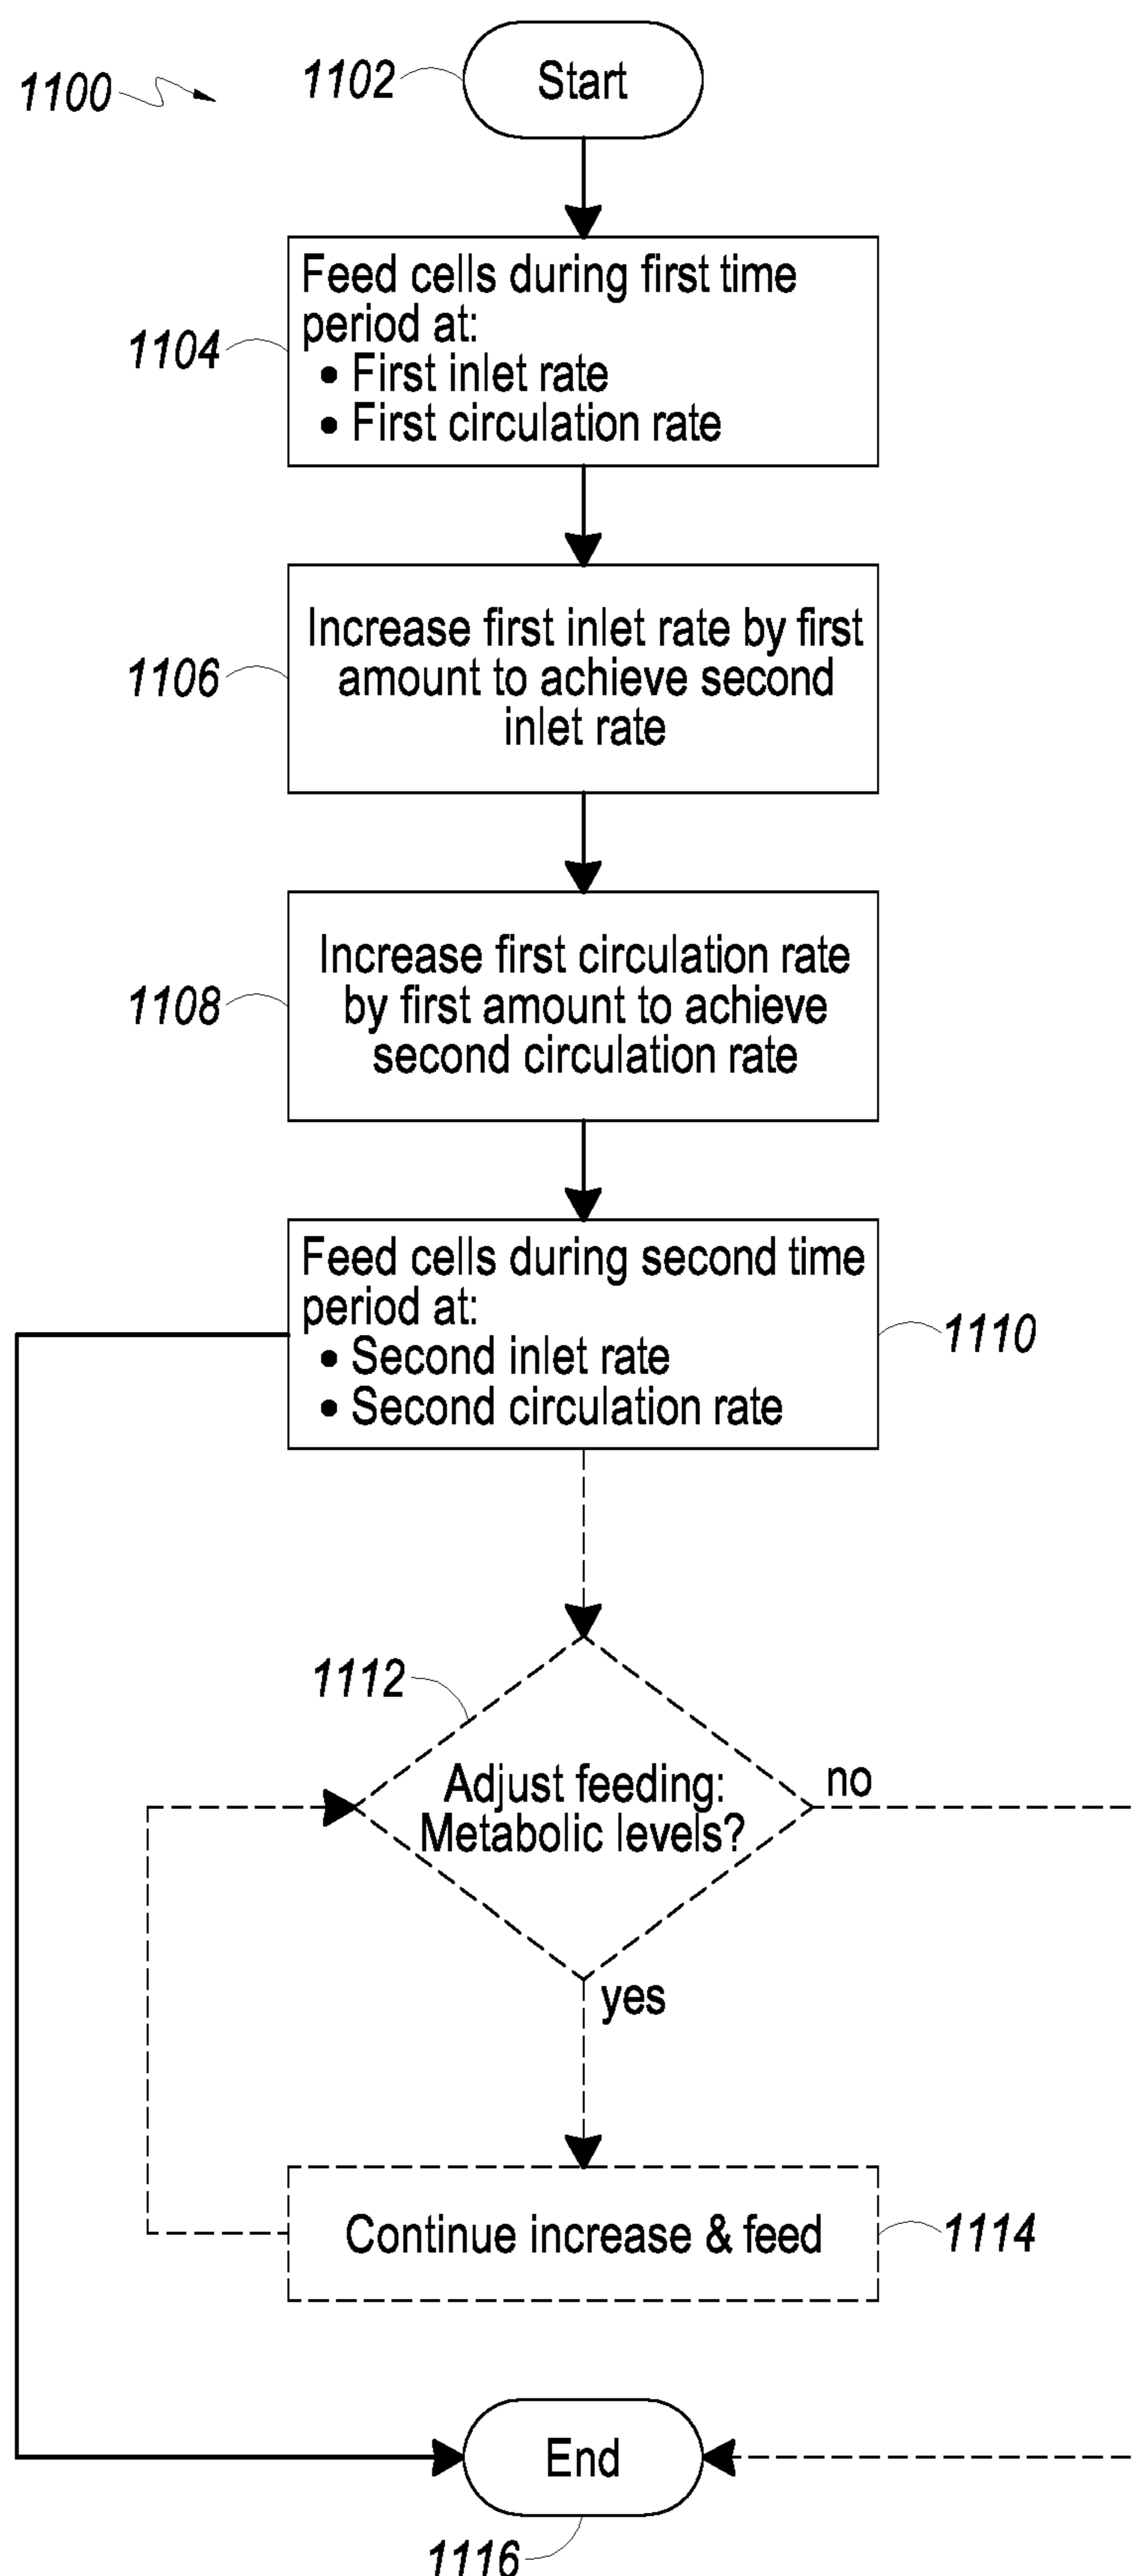 1100
1102
Start
1104
Feed cells during first time
period at:
• First inlet rate
• First circulation rate
1106
Increase first inlet rate by first
amount to achieve second
inlet rate
1108
Increase first circulation rate
by first amount to achieve
second circulation rate
Feed cells during second time
period at:
• Second inlet rate
• Second circulation rate
1110
1112
Adjust feeding:
Metabolic levels?
no
yes
Continue increase & feed
1114
End
1116